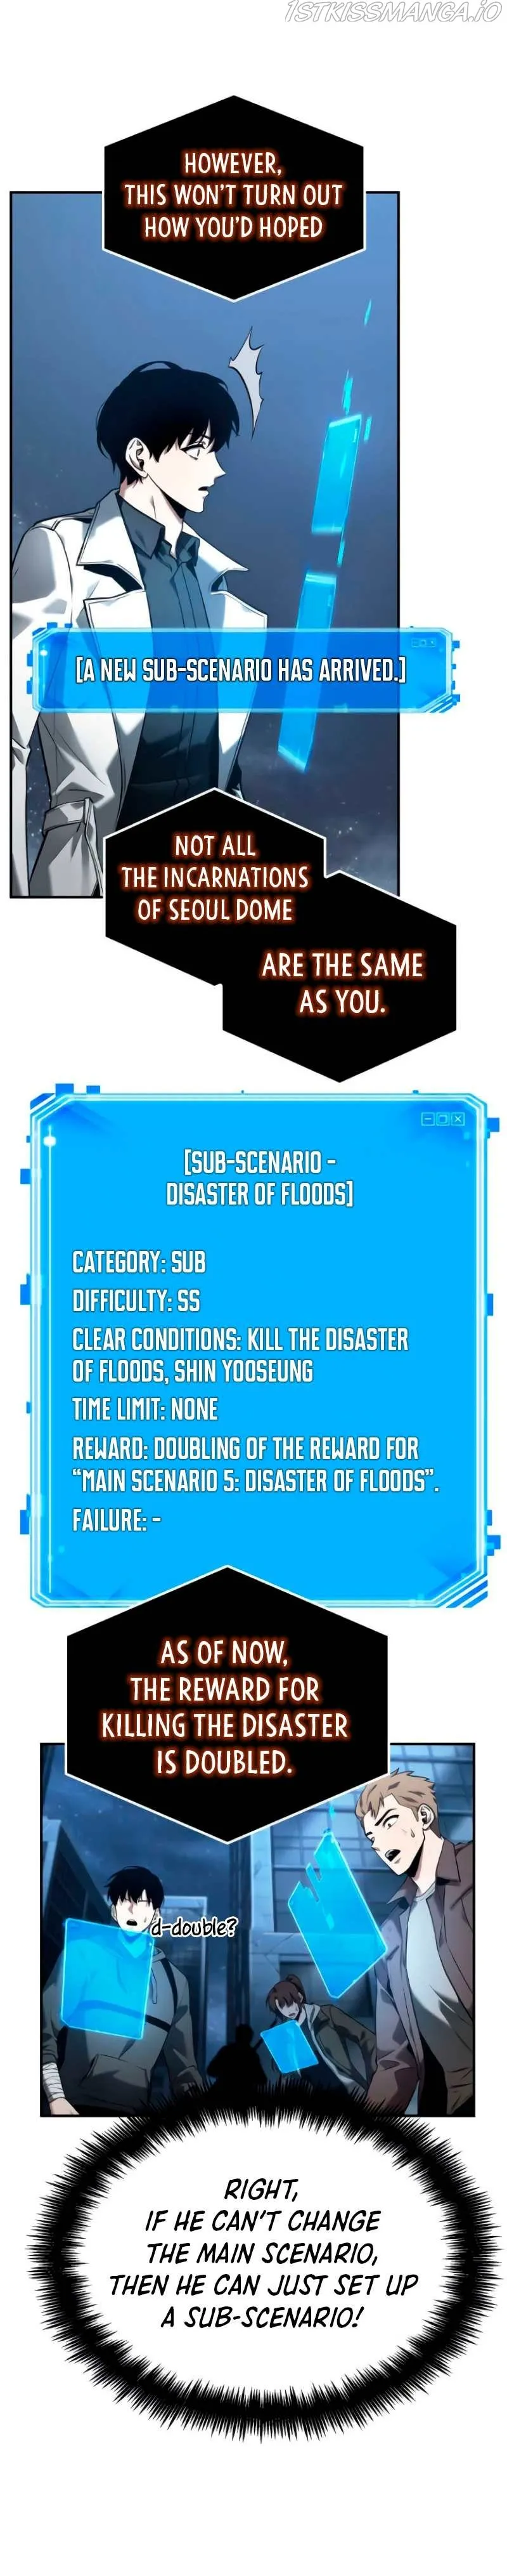 1STKISSMANGA.IO
HOWEVER,
THIS WON'T TURN OUT
HOW YOU'D HOPED
[A NEW SUB-SCENARIO HAS ARRIVED.]
NOT ALL
THE INCARNATIONS
OF SEOUL DOME
ARE THE SAME
AS YOU.
[SUB-SCENARIO -
DISASTER OF FLOODS]
CATEGORY: SUB
DIFFICULTY: SS
CLEAR CONDITIONS: KILL THE DISASTER
OF FLOODS, SHIN YOOSEUNG
TIME LIMIT: NONE
REWARD: DOUBLING OF THE REWARD FOR
“MAIN SCENARIO 5: DISASTER OF FLOODS”.
FAILURE: -
AS OF NOW,
THE REWARD FOR
KILLING THE DISASTER
IS DOUBLED.
d-double?
RIGHT,
IF HE CAN'T CHANGE
THE MAIN SCENARIO,
THEN HE CAN JUST SET UP
A SUB-SCENARIO!